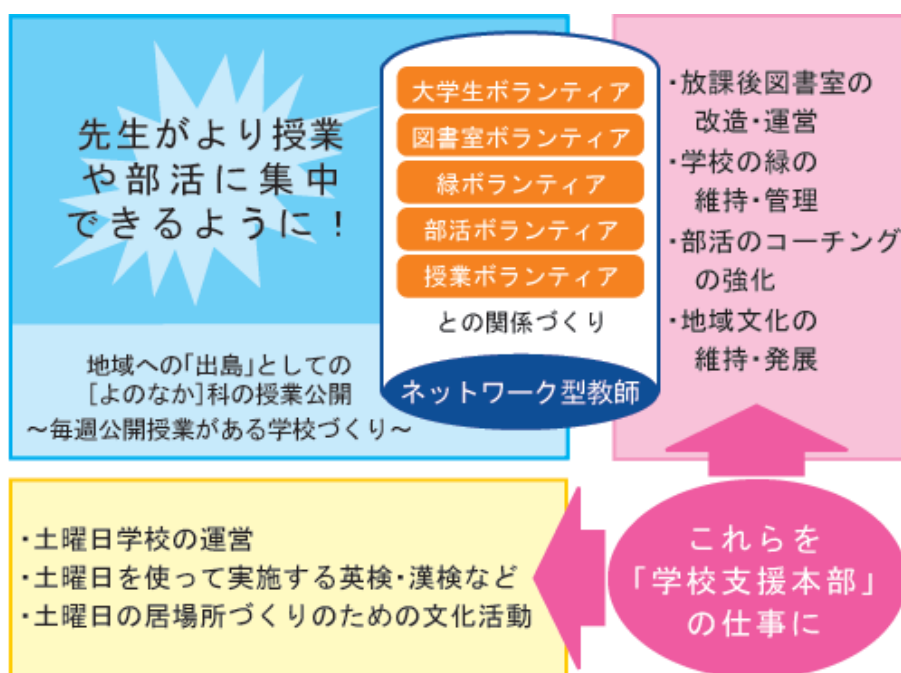 先生がより授業
や部活に集中
できるように！
地域への「出島」としての
［よのなか］科の授業公開
～毎週公開授業がある学校づくり～
大学生ボランティア
図書室ボランティア
緑ボランティア
部活ボランティア
授業ボランティア
との関係づくり
ネットワーク型教師
・放課後図書室の
改造・運営
・学校の緑の
維持・管理
・部活のコーチング
の強化
・地域文化の
維持・発展
・土曜日学校の運営
・土曜日を使って実施する英検・漢検など
・土曜日の居場所づくりのための文化活動
これらを
「学校支援本部」
の仕事に